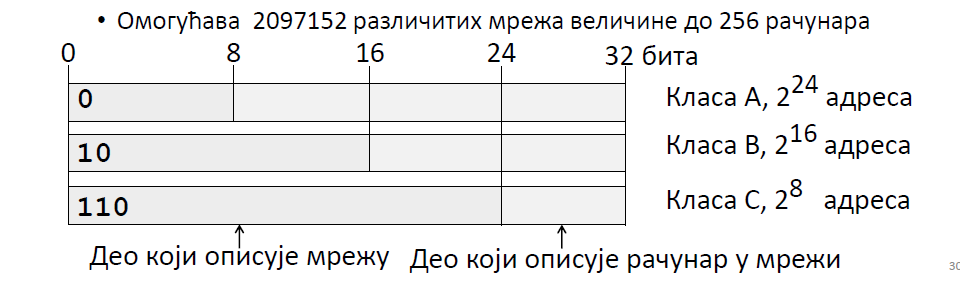 • Омогућава 2097152 различитих мрежа величине до 256 рачунара
0 8 16 24 32 бита
0 Класа А, 2^24 адреса
10 Класа В, 2^16 адреса
110 Класа С, 2^8 адреса
Део који описује мрежу Део који описује рачунар у мрежи
30